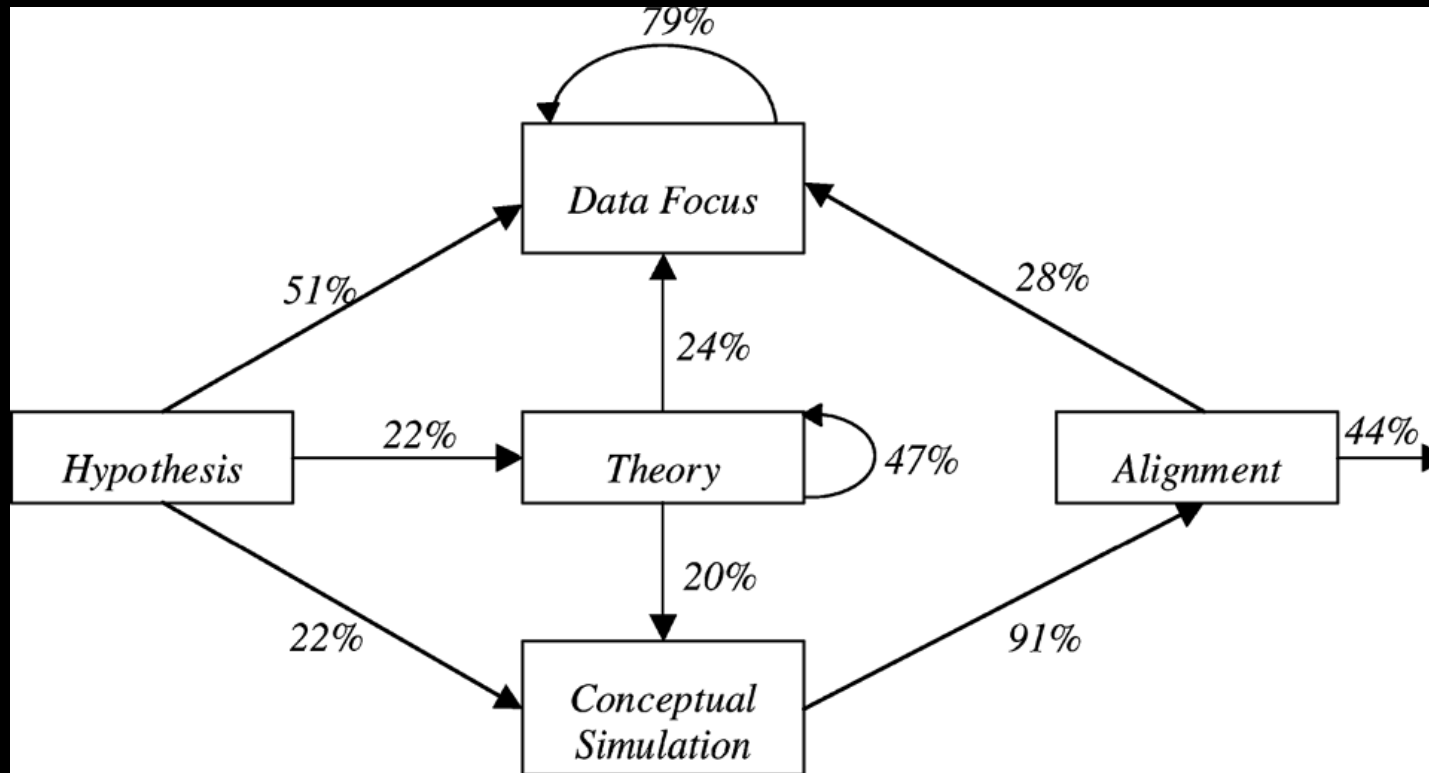 79%
Data Focus
51%
28%
24%
22%
44%
Hypothesis
Theory
47%
Alignment
20%
22%
91%
Conceptual
Simulation